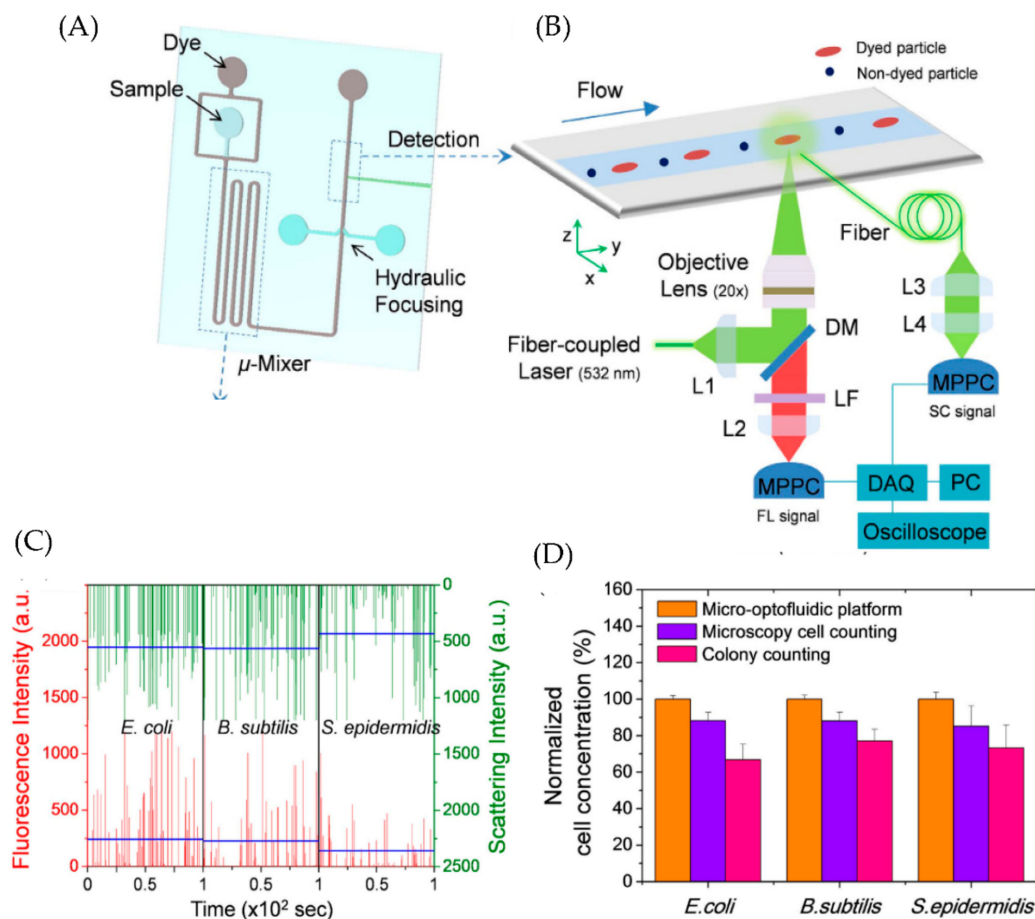 (A)
Dye
Sample
Detection
Hydraulic
Focusing
μ-Mixer
(B)
Dyed particle
Non-dyed particle
Flow
z
y
x
Fiber
Objective
Lens (20x)
L3
L4
DM
Fiber-coupled
Laser (532 nm)
L1
LF
L2
MPPC
SC signal
MPPC
FL signal
DAQ
PC
Oscilloscope
(C)
Fluorescence Intensity (a.u.)
2000
1500
1000
500
0
0
500
1000
1500
2000
2500
Scattering Intensity (a.u.)
E. coli
B. subtilis
S. epidermidis
0
0.5
1
0.5
1
0.5
1
Time (x10² sec)
(D)
Normalized
cell concentration (%)
160
140
120
100
80
60
40
20
0
Micro-optofluidic platform
Microscopy cell counting
Colony counting
E.coli
B.subtilis
S.epidermidis